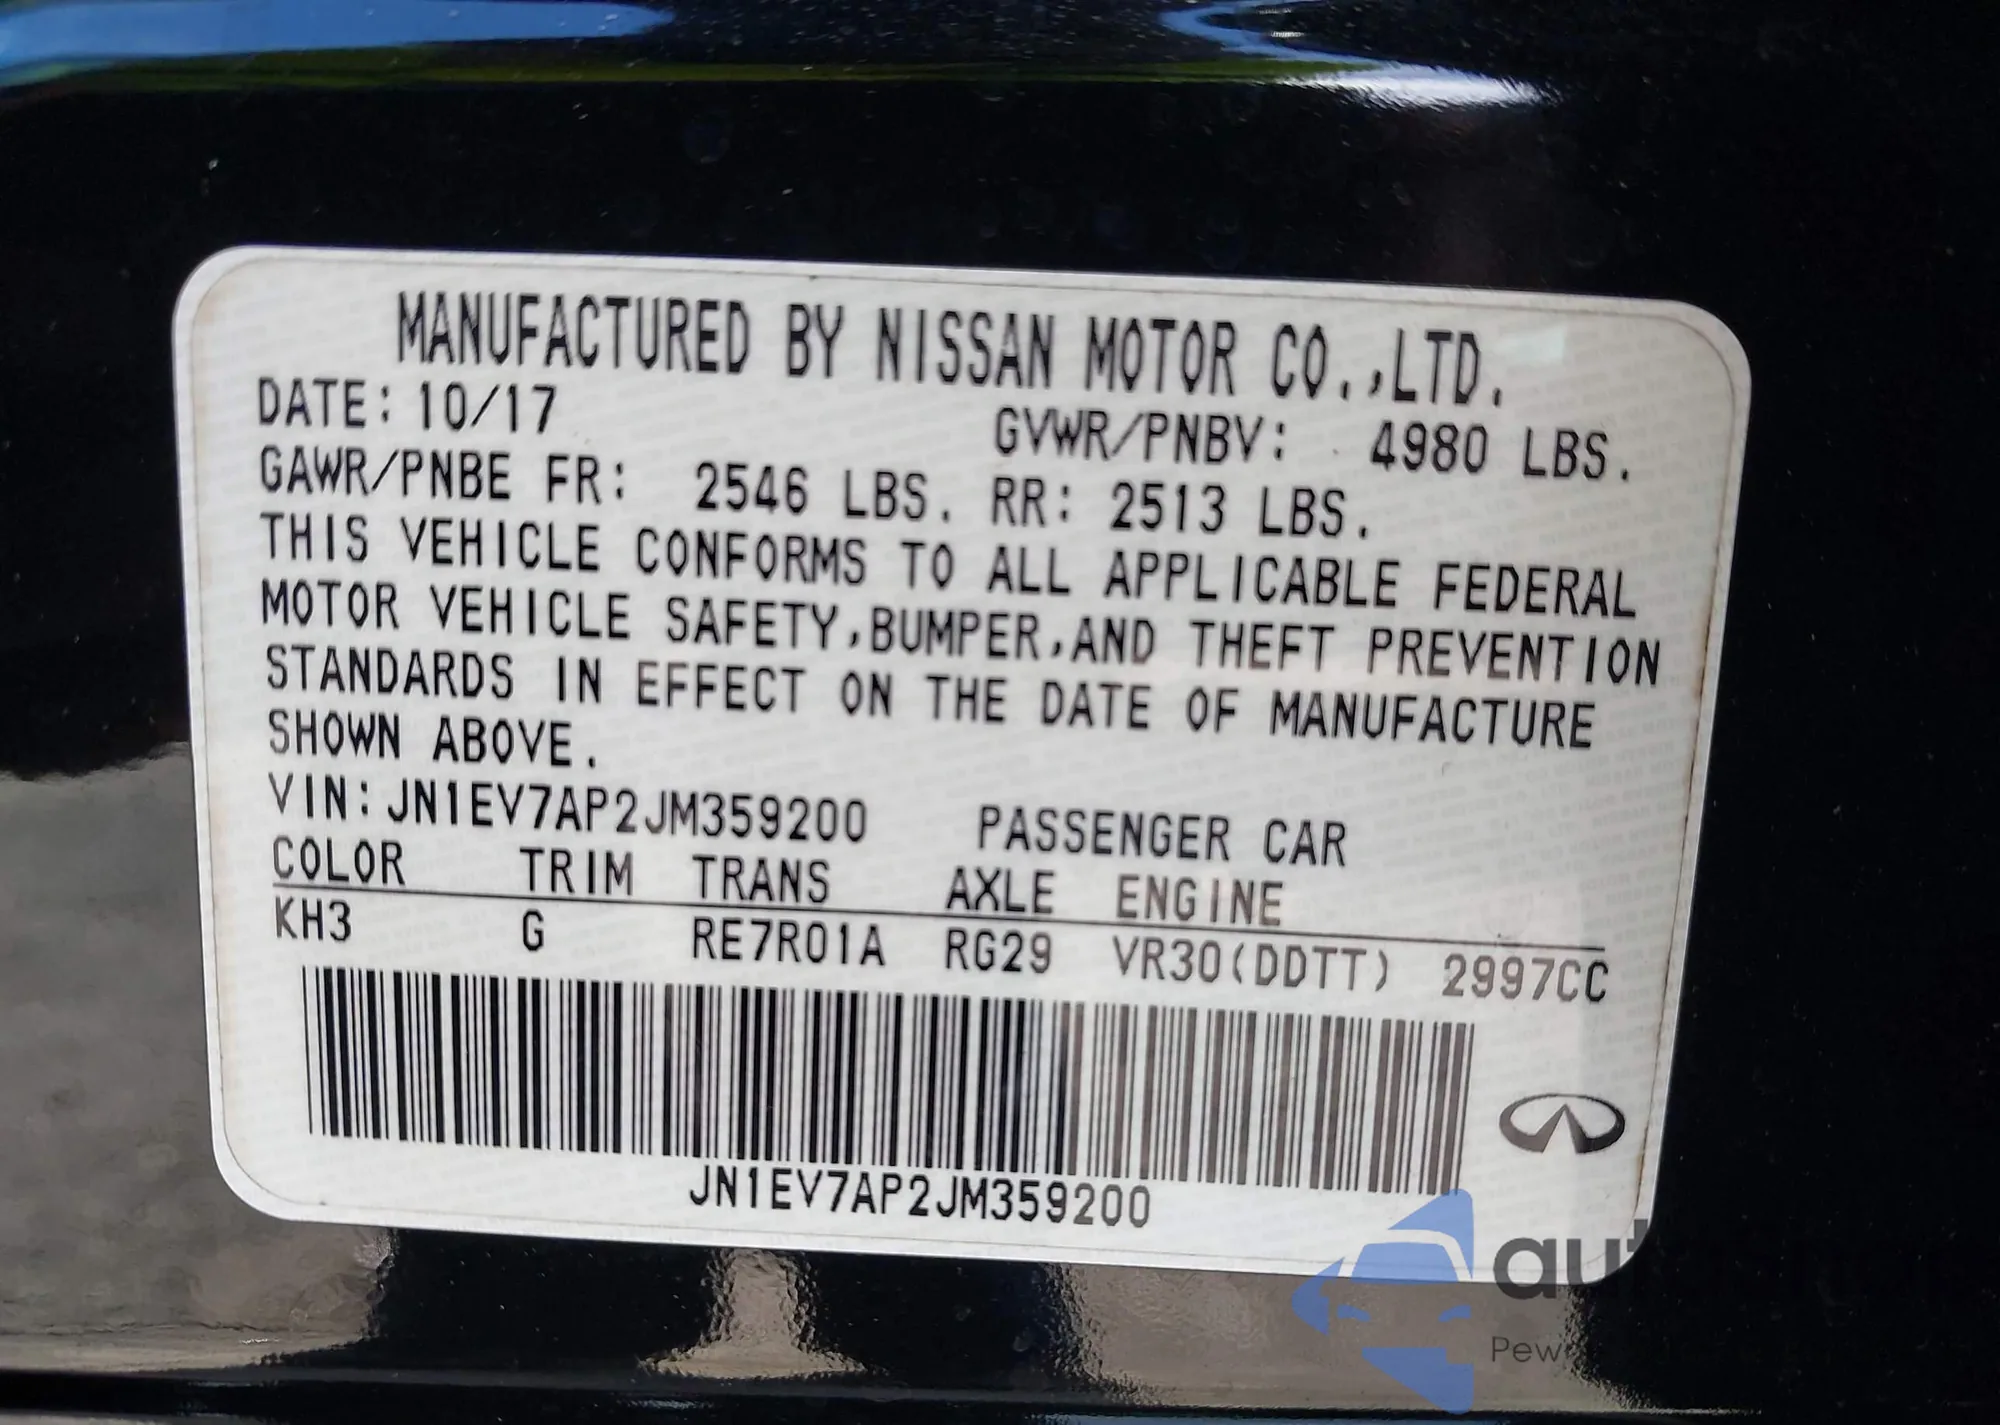 MANUFACTURED BY NISSAN MOTOR CO.,LTD.
DATE: 10/17 GVWR/PNBV: 4980 LBS.
GAWR/PNBE FR: 2546 LBS. RR: 2513 LBS.
THIS VEHICLE CONFORMS TO ALL APPLICABLE FEDERAL
MOTOR VEHICLE SAFETY,BUMPER,AND THEFT PREVENTION
STANDARDS IN EFFECT ON THE DATE OF MANUFACTURE
SHOWN ABOVE.
VIN: JN1EV7AP2JM359200 PASSENGER CAR
COLOR TRIM TRANS AXLE ENGINE
KH3 G RE7R01A RG29 VR30(DDTT) 2997CC
JN1EV7AP2JM359200